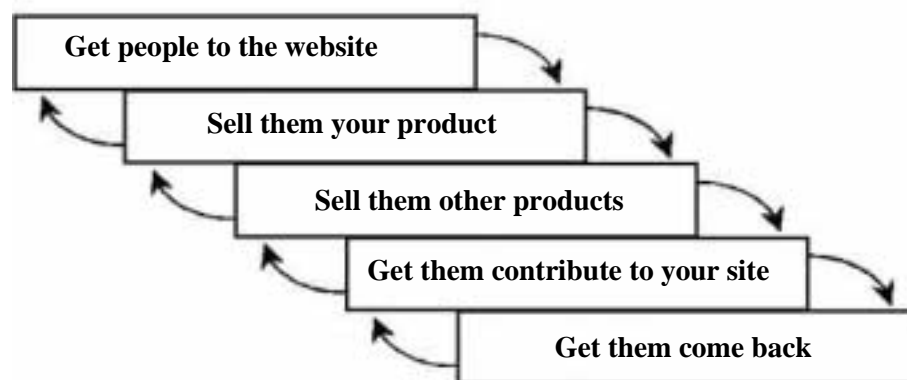 Get people to the website
Sell them your product
Sell them other products
Get them contribute to your site
Get them come back